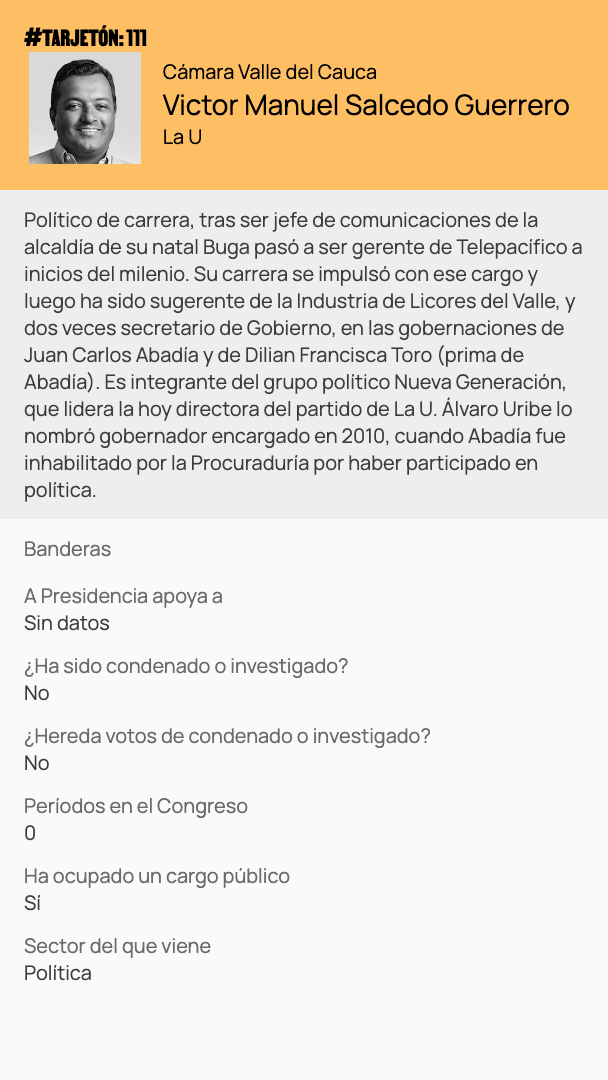 #TARJETÓN: 111
Cámara Valle del Cauca
Victor Manuel Salcedo Guerrero
La U
Político de carrera, tras ser jefe de comunicaciones de la
alcaldía de su natal Buga pasó a ser gerente de Telepacífico a
inicios del milenio. Su carrera se impulsó con ese cargo y
luego ha sido sugerente de la Industria de Licores del Valle, y
dos veces secretario de Gobierno, en las gobernaciones de
Juan Carlos Abadía y de Dilian Francisca Toro (prima de
Abadía). Es integrante del grupo político Nueva Generación,
que lidera la hoy directora del partido de La U. Álvaro Uribe lo
nombró gobernador encargado en 2010, cuando Abadía fue
inhabilitado por la Procuraduría por haber participado en
política.
Banderas
A Presidencia apoya a
Sin datos
¿Ha sido condenado o investigado?
No
¿Hereda votos de condenado o investigado?
No
Períodos en el Congreso
0
Ha ocupado un cargo público
Sí
Sector del que viene
Política